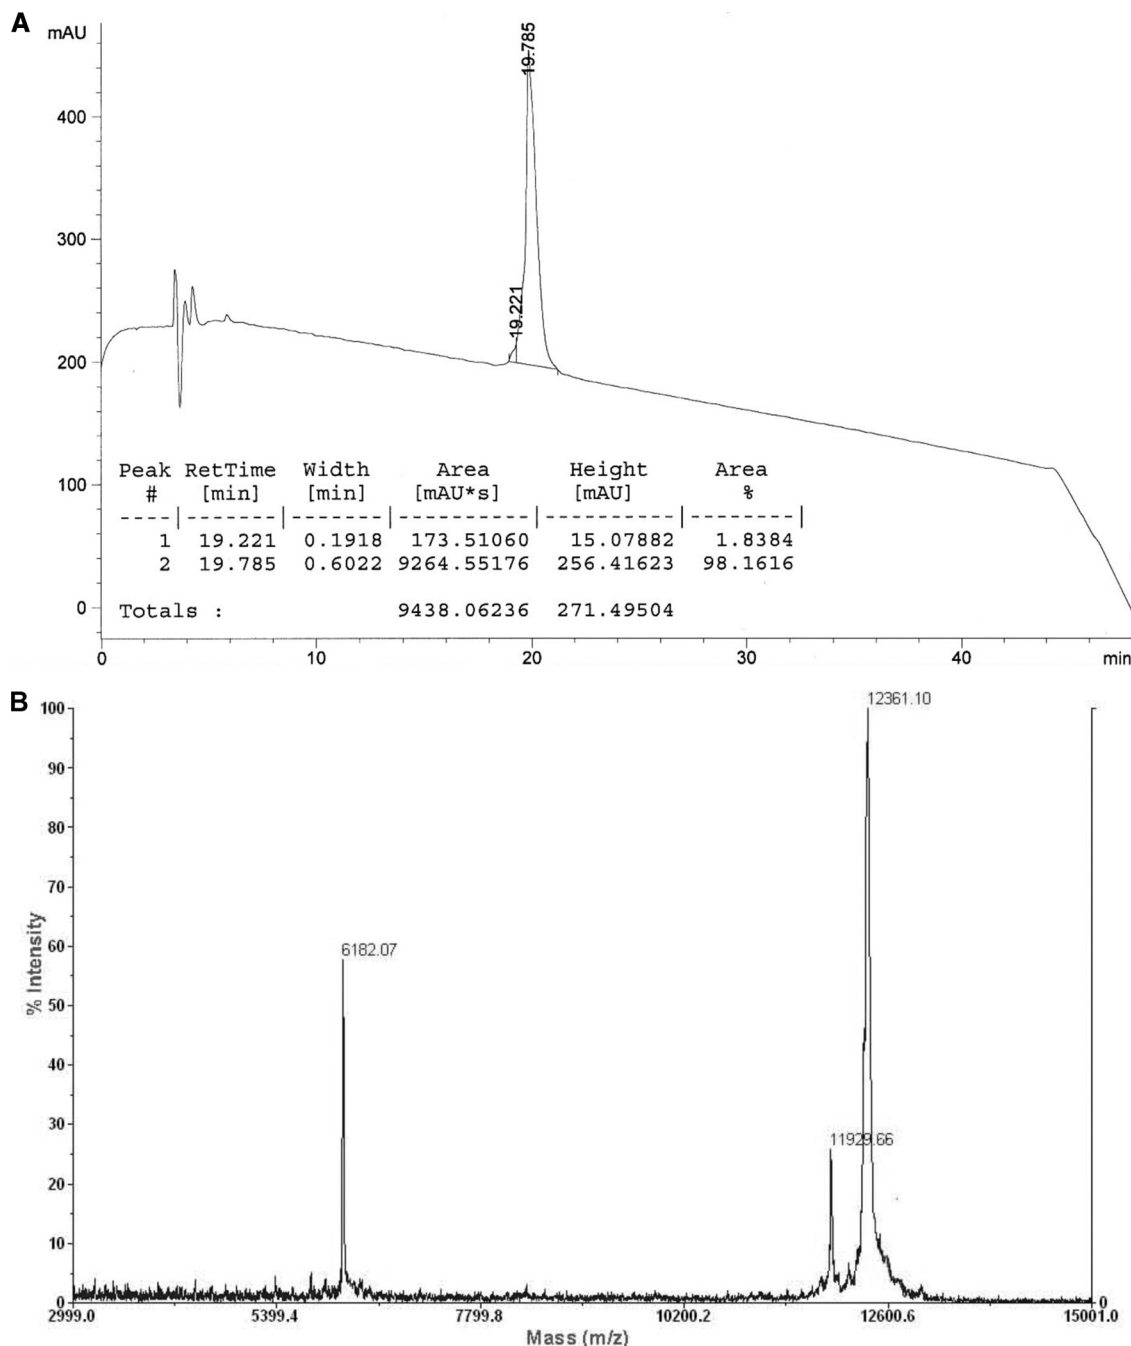 A
mAU
19.785
400
300
19.221
200
Peak RetTime Width Area Height Area
# [min] [min] [mAU*s] [mAU] %
100
1 19.221 0.1918 173.51060 15.07882 1.8384
2 19.785 0.6022 9264.55176 256.41623 98.1616
0
Totals : 9438.06236 271.49504
0 10 20 30 40 min
B
12361.10
100
90
80
70
6182.07
60
% Intensity
50
40
30
11929.66
20
10
0 0
2999.0 5399.4 7799.8 10200.2 12600.6 15001.0
Mass (m/z)